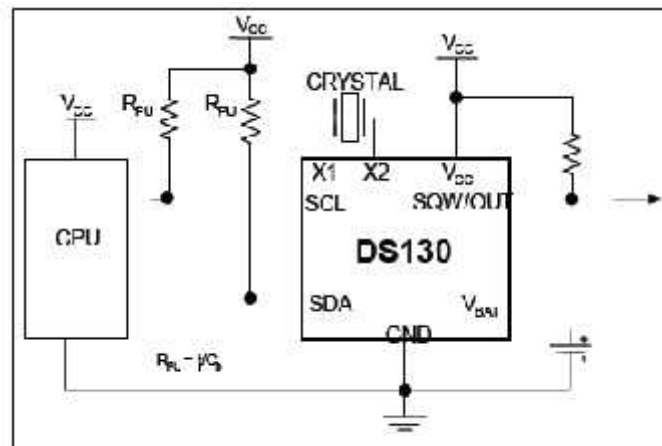 VCC
VCC
CRYSTAL
VCC RPU RPU
X1 X2 VCC
SCL SQW/OUT
CPU
DS130
SDA VBAT
GND